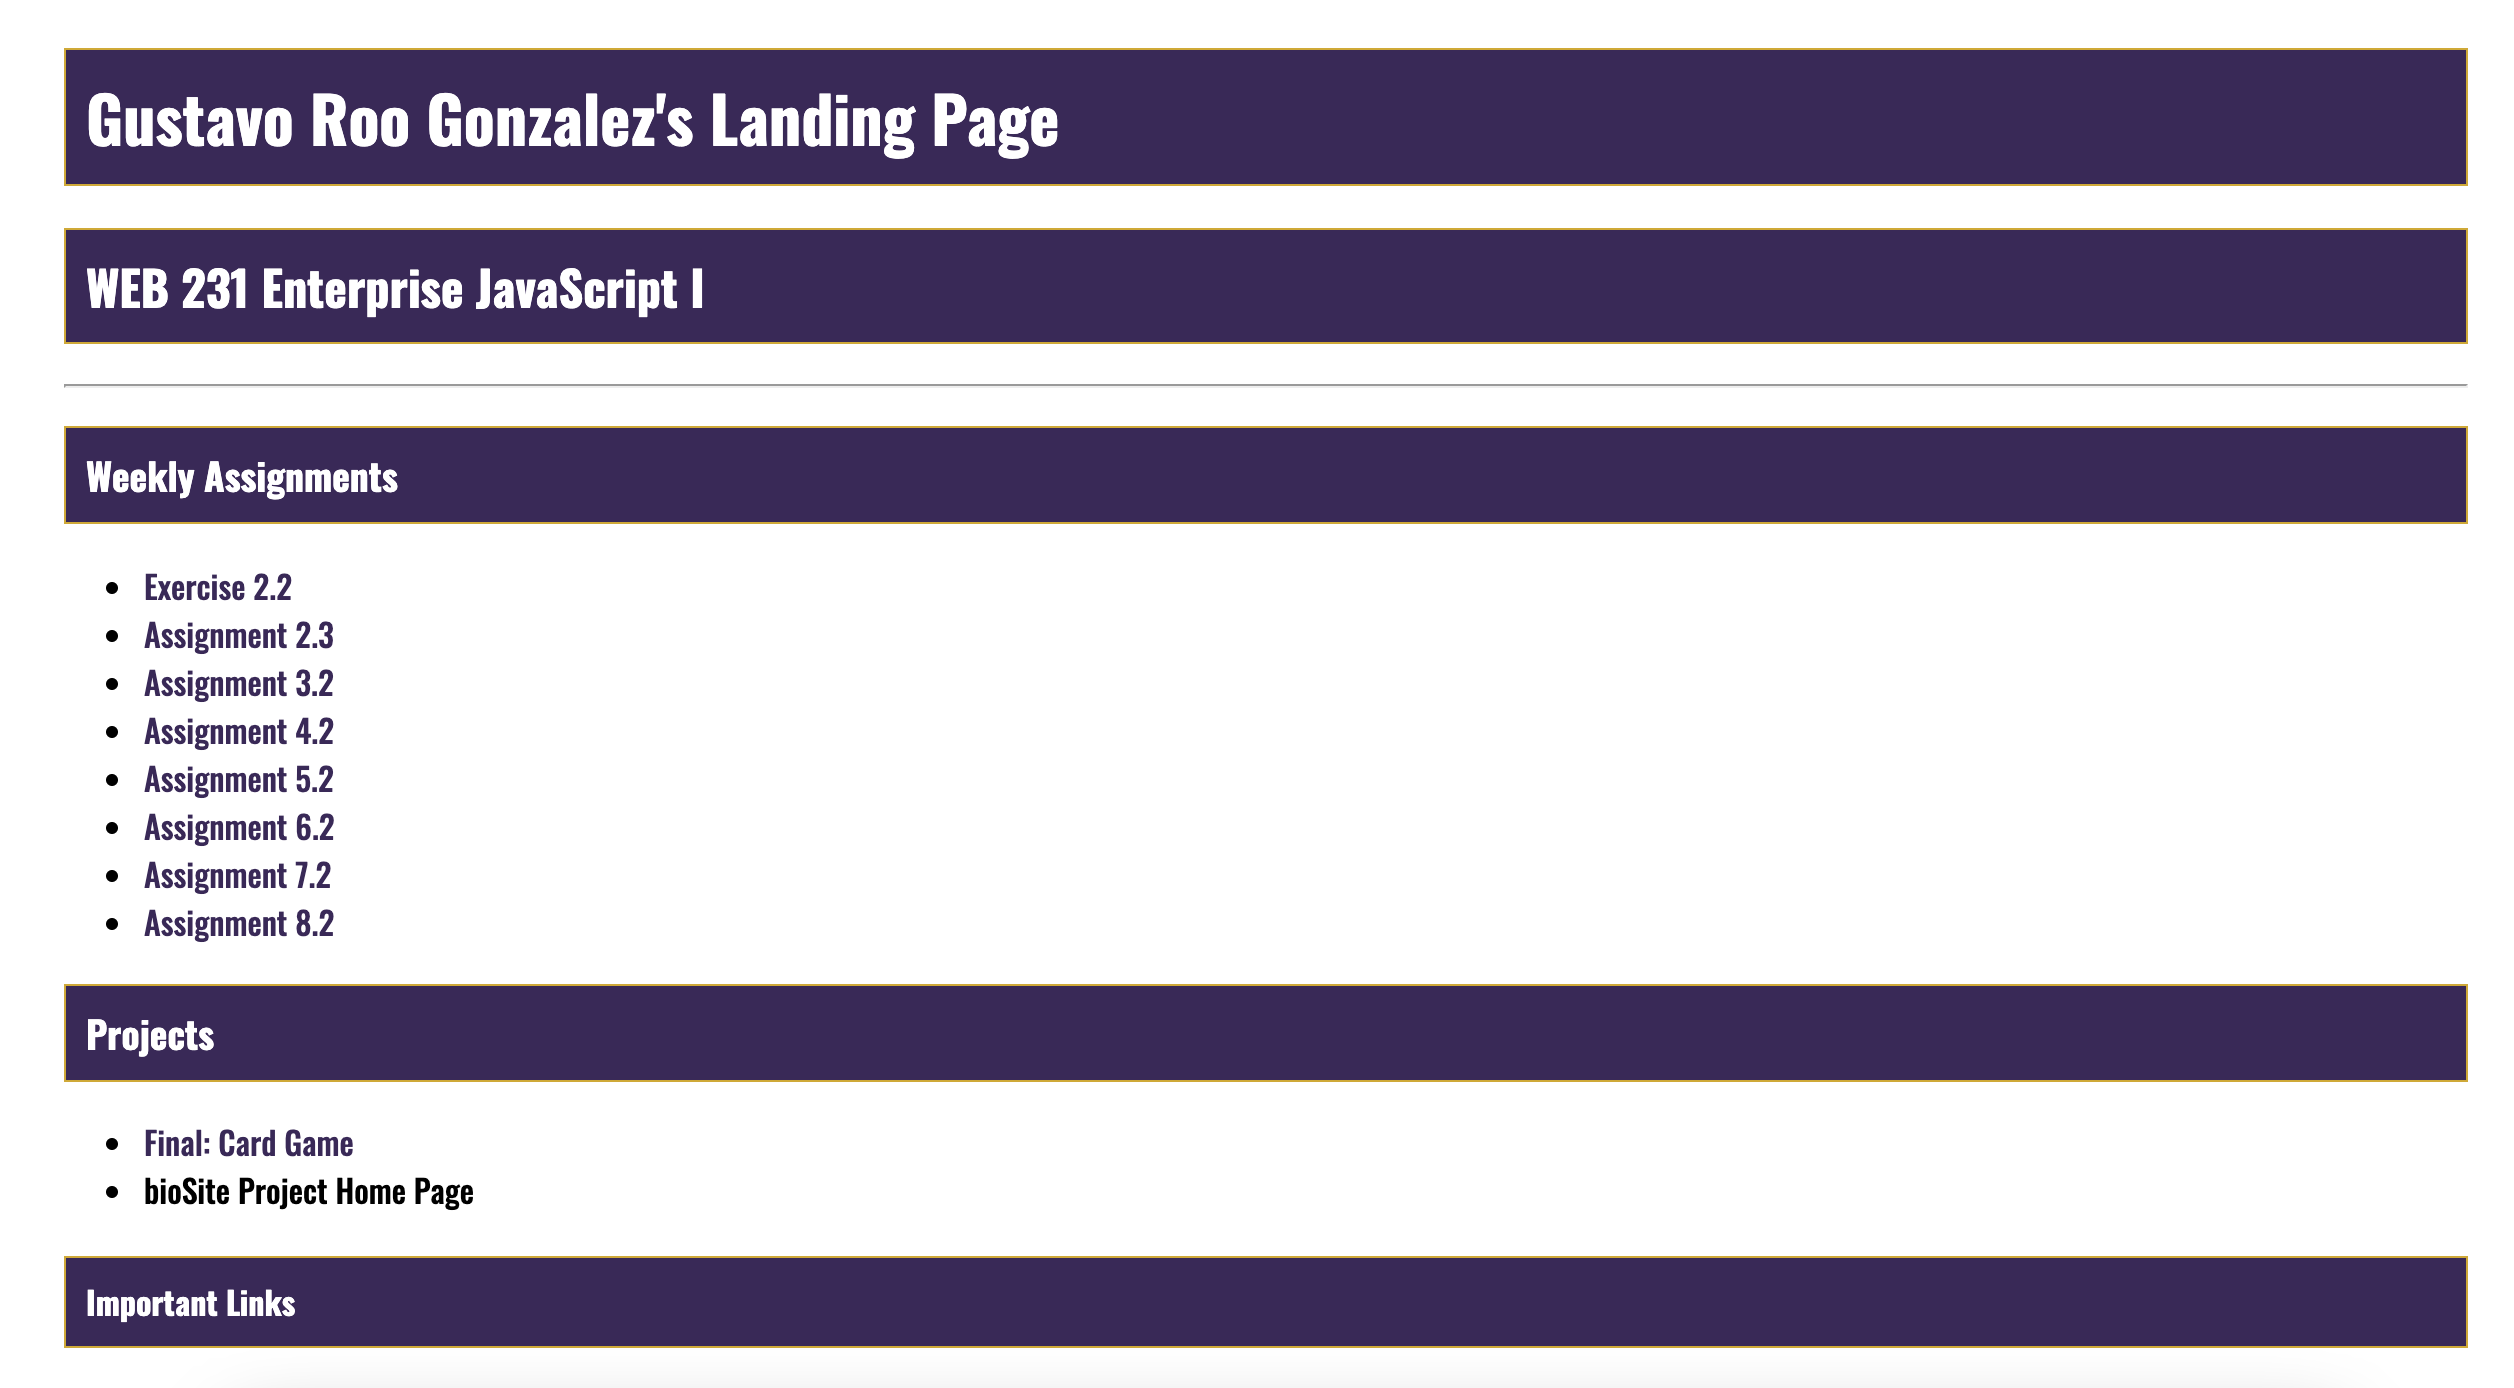 Gustavo Roo Gonzalez's Landing Page
WEB 231 Enterprise JavaScript I
Weekly Assignments
Exercise 2.2
Assignment 2.3
Assignment 3.2
Assignment 4.2
Assignment 5.2
Assignment 6.2
Assignment 7.2
Assignment 8.2
Projects
Final: Card Game
bioSite Project Home Page
Important Links